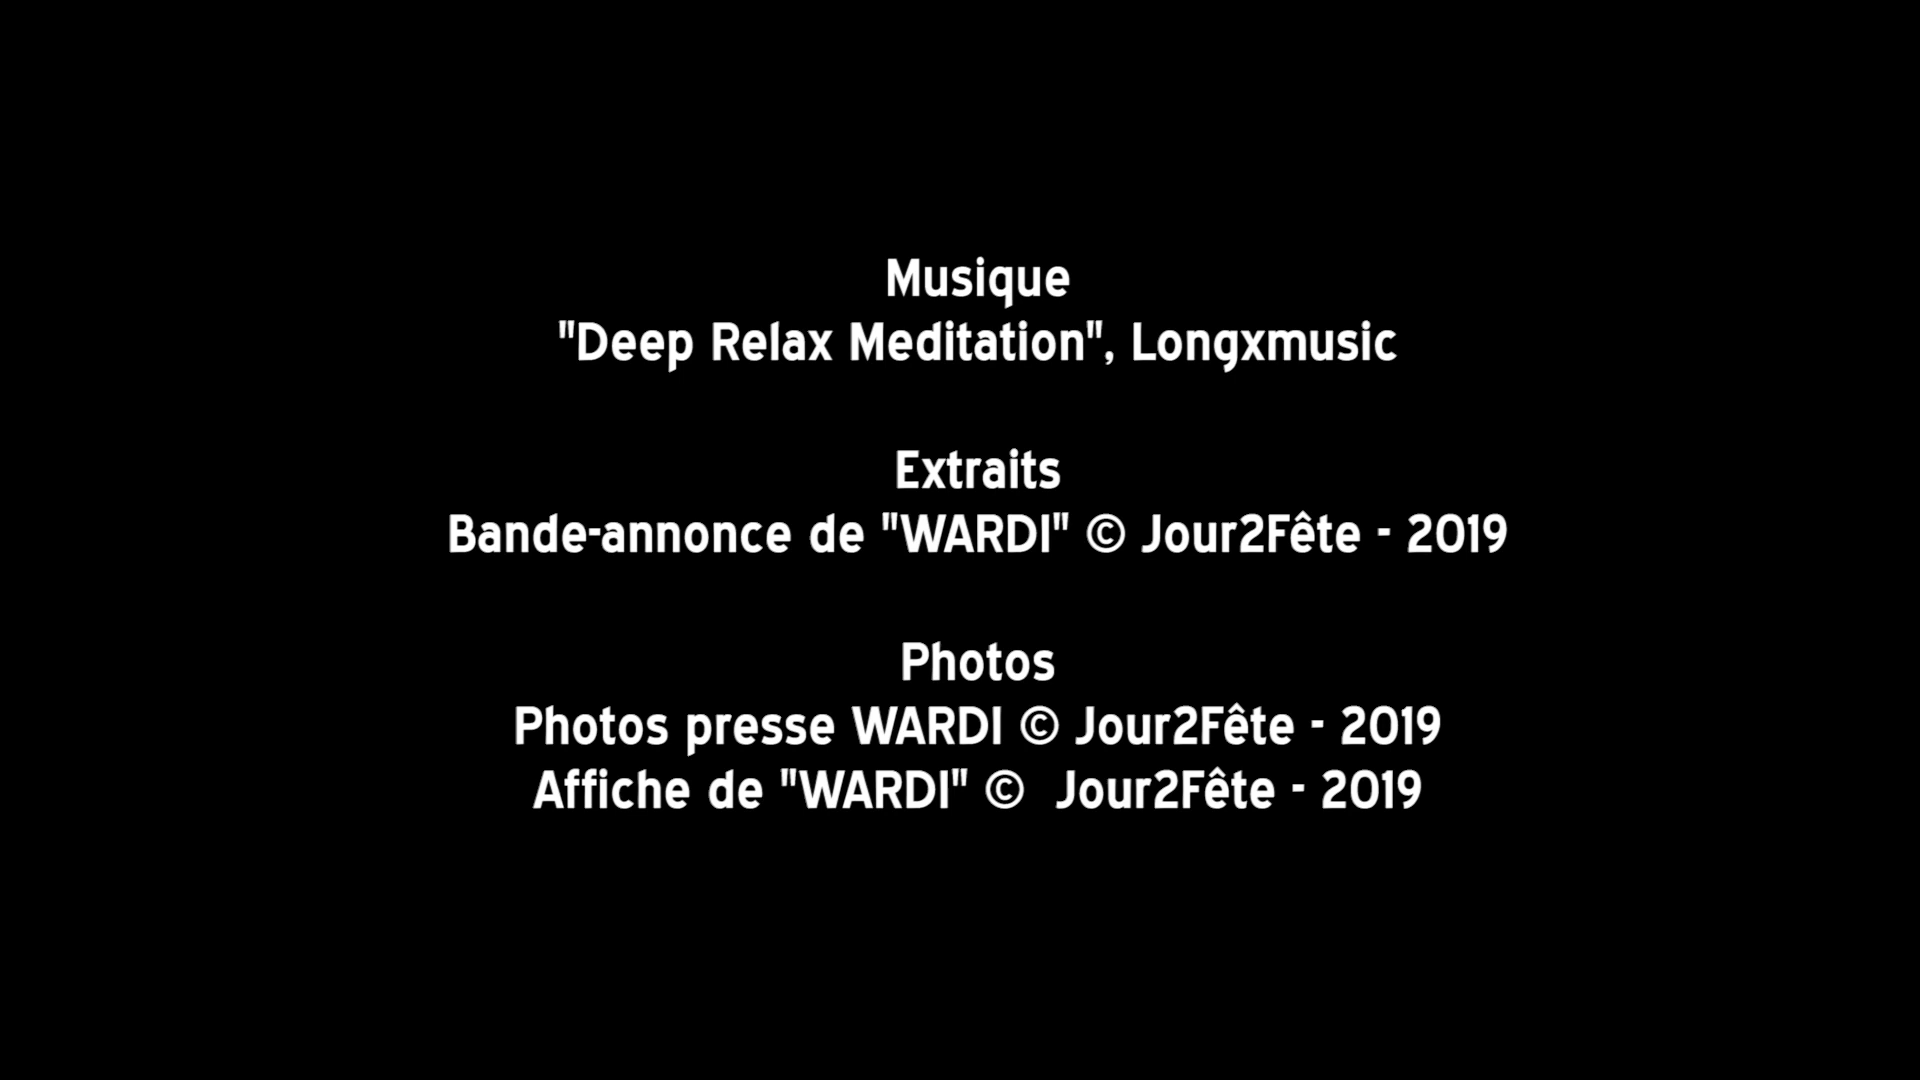 Musique
"Deep Relax Meditation", Longxmusic
Extraits
Bande-annonce de "WARDI" © Jour2Fête - 2019
Photos
Photos presse WARDI © Jour2Fête - 2019
Affiche de "WARDI" ©  Jour2Fête - 2019